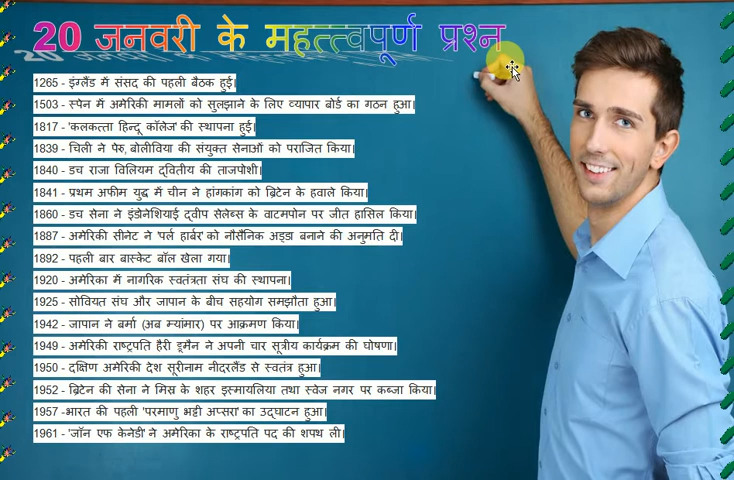 20 जनवरी के महत्त्वपूर्ण प्रश्न
1265 - इंग्लैंड में संसद की पहली बैठक हुई|
1503 - स्पेन में अमेरिकी मामलों को सुलझाने के लिए व्यापार बोर्ड का गठन हुआ|
1817 - 'कलकत्ता हिन्दू कॉलेज' की स्थापना हुई|
1839 - चिली ने पेरु, बोलीविया की संयुक्त सेनाओं को पराजित किया|
1840 - डच राजा विलियम द्वितीय की ताजपोशी|
1841 - प्रथम अफीम युद्ध में चीन ने हांगकांग को ब्रिटेन के हवाले किया|
1860 - डच सेना ने इंडोनेशियाई द्वीप सेलेब्स के वाटमपोन पर जीत हासिल किया|
1887 - अमेरिकी सीनेट ने 'पर्ल हार्बर' को नौसैनिक अड्डा बनाने की अनुमति दी|
1892 - पहली बार बास्केट बॉल खेला गया|
1920 - अमेरिका में नागरिक स्वतंत्रता संघ की स्थापना|
1925 - सोवियत संघ और जापान के बीच सहयोग समझौता हुआ|
1942 - जापान ने बर्मा (अब म्यांमार) पर आक्रमण किया|
1949 - अमेरिकी राष्ट्रपति हैरी ट्रूमैन ने अपनी चार सूत्रीय कार्यक्रम की घोषणा|
1950 - दक्षिण अमेरिकी देश सूरीनाम नीदरलैंड से स्वतंत्र हुआ|
1952 - ब्रिटेन की सेना ने मिस्र के शहर इस्मायलिया तथा स्वेज नगर पर कब्जा किया|
1957 -भारत की पहली 'परमाणु भट्टी अप्सरा' का उद्घाटन हुआ|
1961 - 'जॉन एफ केनेडी' ने अमेरिका के राष्ट्रपति पद की शपथ ली|